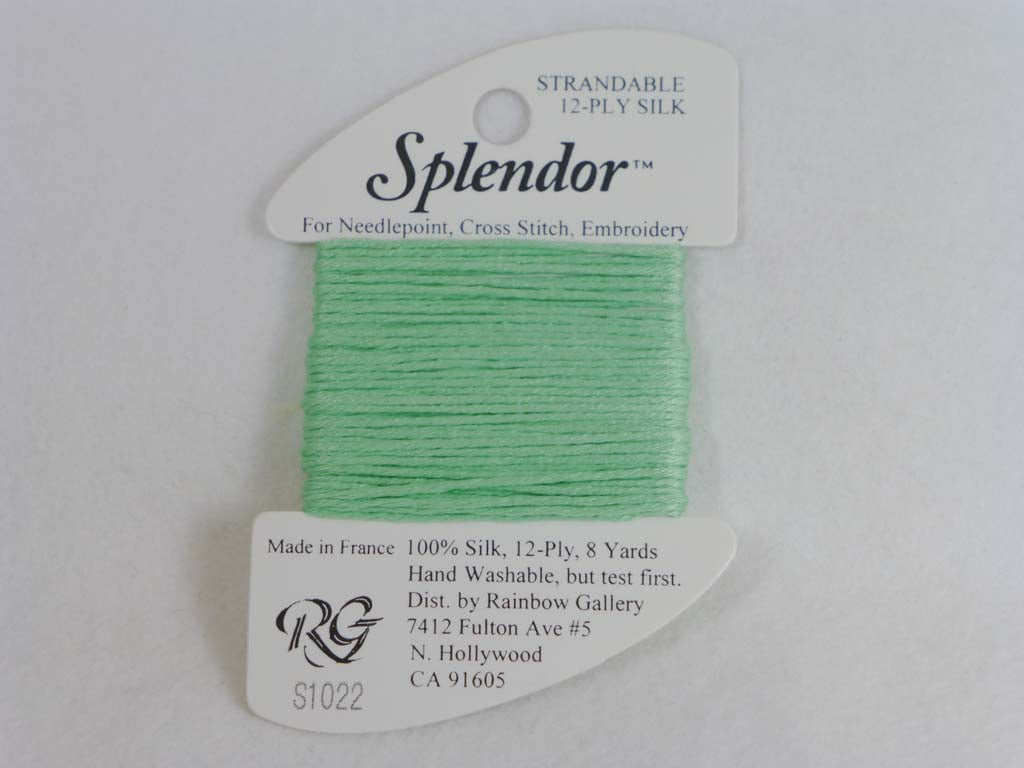 STRANDABLE
12-PLY SILK
Splendor™
For Needlepoint, Cross Stitch, Embroidery
Made in France
100% Silk, 12-Ply, 8 Yards
Hand Washable, but test first.
Dist. by Rainbow Gallery
7412 Fulton Ave #5
N. Hollywood
CA 91605
RG
S1022